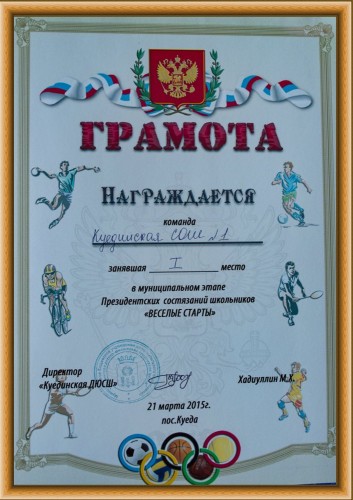 ГРАМОТА
НАГРАЖДАЕТСЯ
команда
Куединская СОШ №1
занявшая I место
в муниципальном этапе
Президентских состязаний школьников
«ВЕСЕЛЫЕ СТАРТЫ»
Директор
«Куединская ДЮСШ» Хадиуллин М.Х.
21 марта 2015г.
пос.Куеда